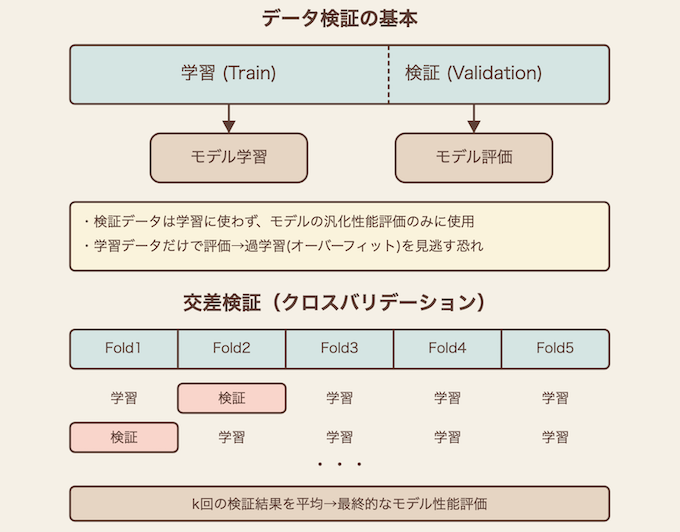 データ検証の基本
学習 (Train) 検証 (Validation)
モデル学習 モデル評価
・検証データは学習に使わず、モデルの汎化性能評価のみに使用
・学習データだけで評価→過学習(オーバーフィット)を見逃す恐れ
交差検証（クロスバリデーション）
Fold1 Fold2 Fold3 Fold4 Fold5
学習 検証 学習 学習 学習
検証 学習 学習 学習 学習
・・・
k回の検証結果を平均→最終的なモデル性能評価